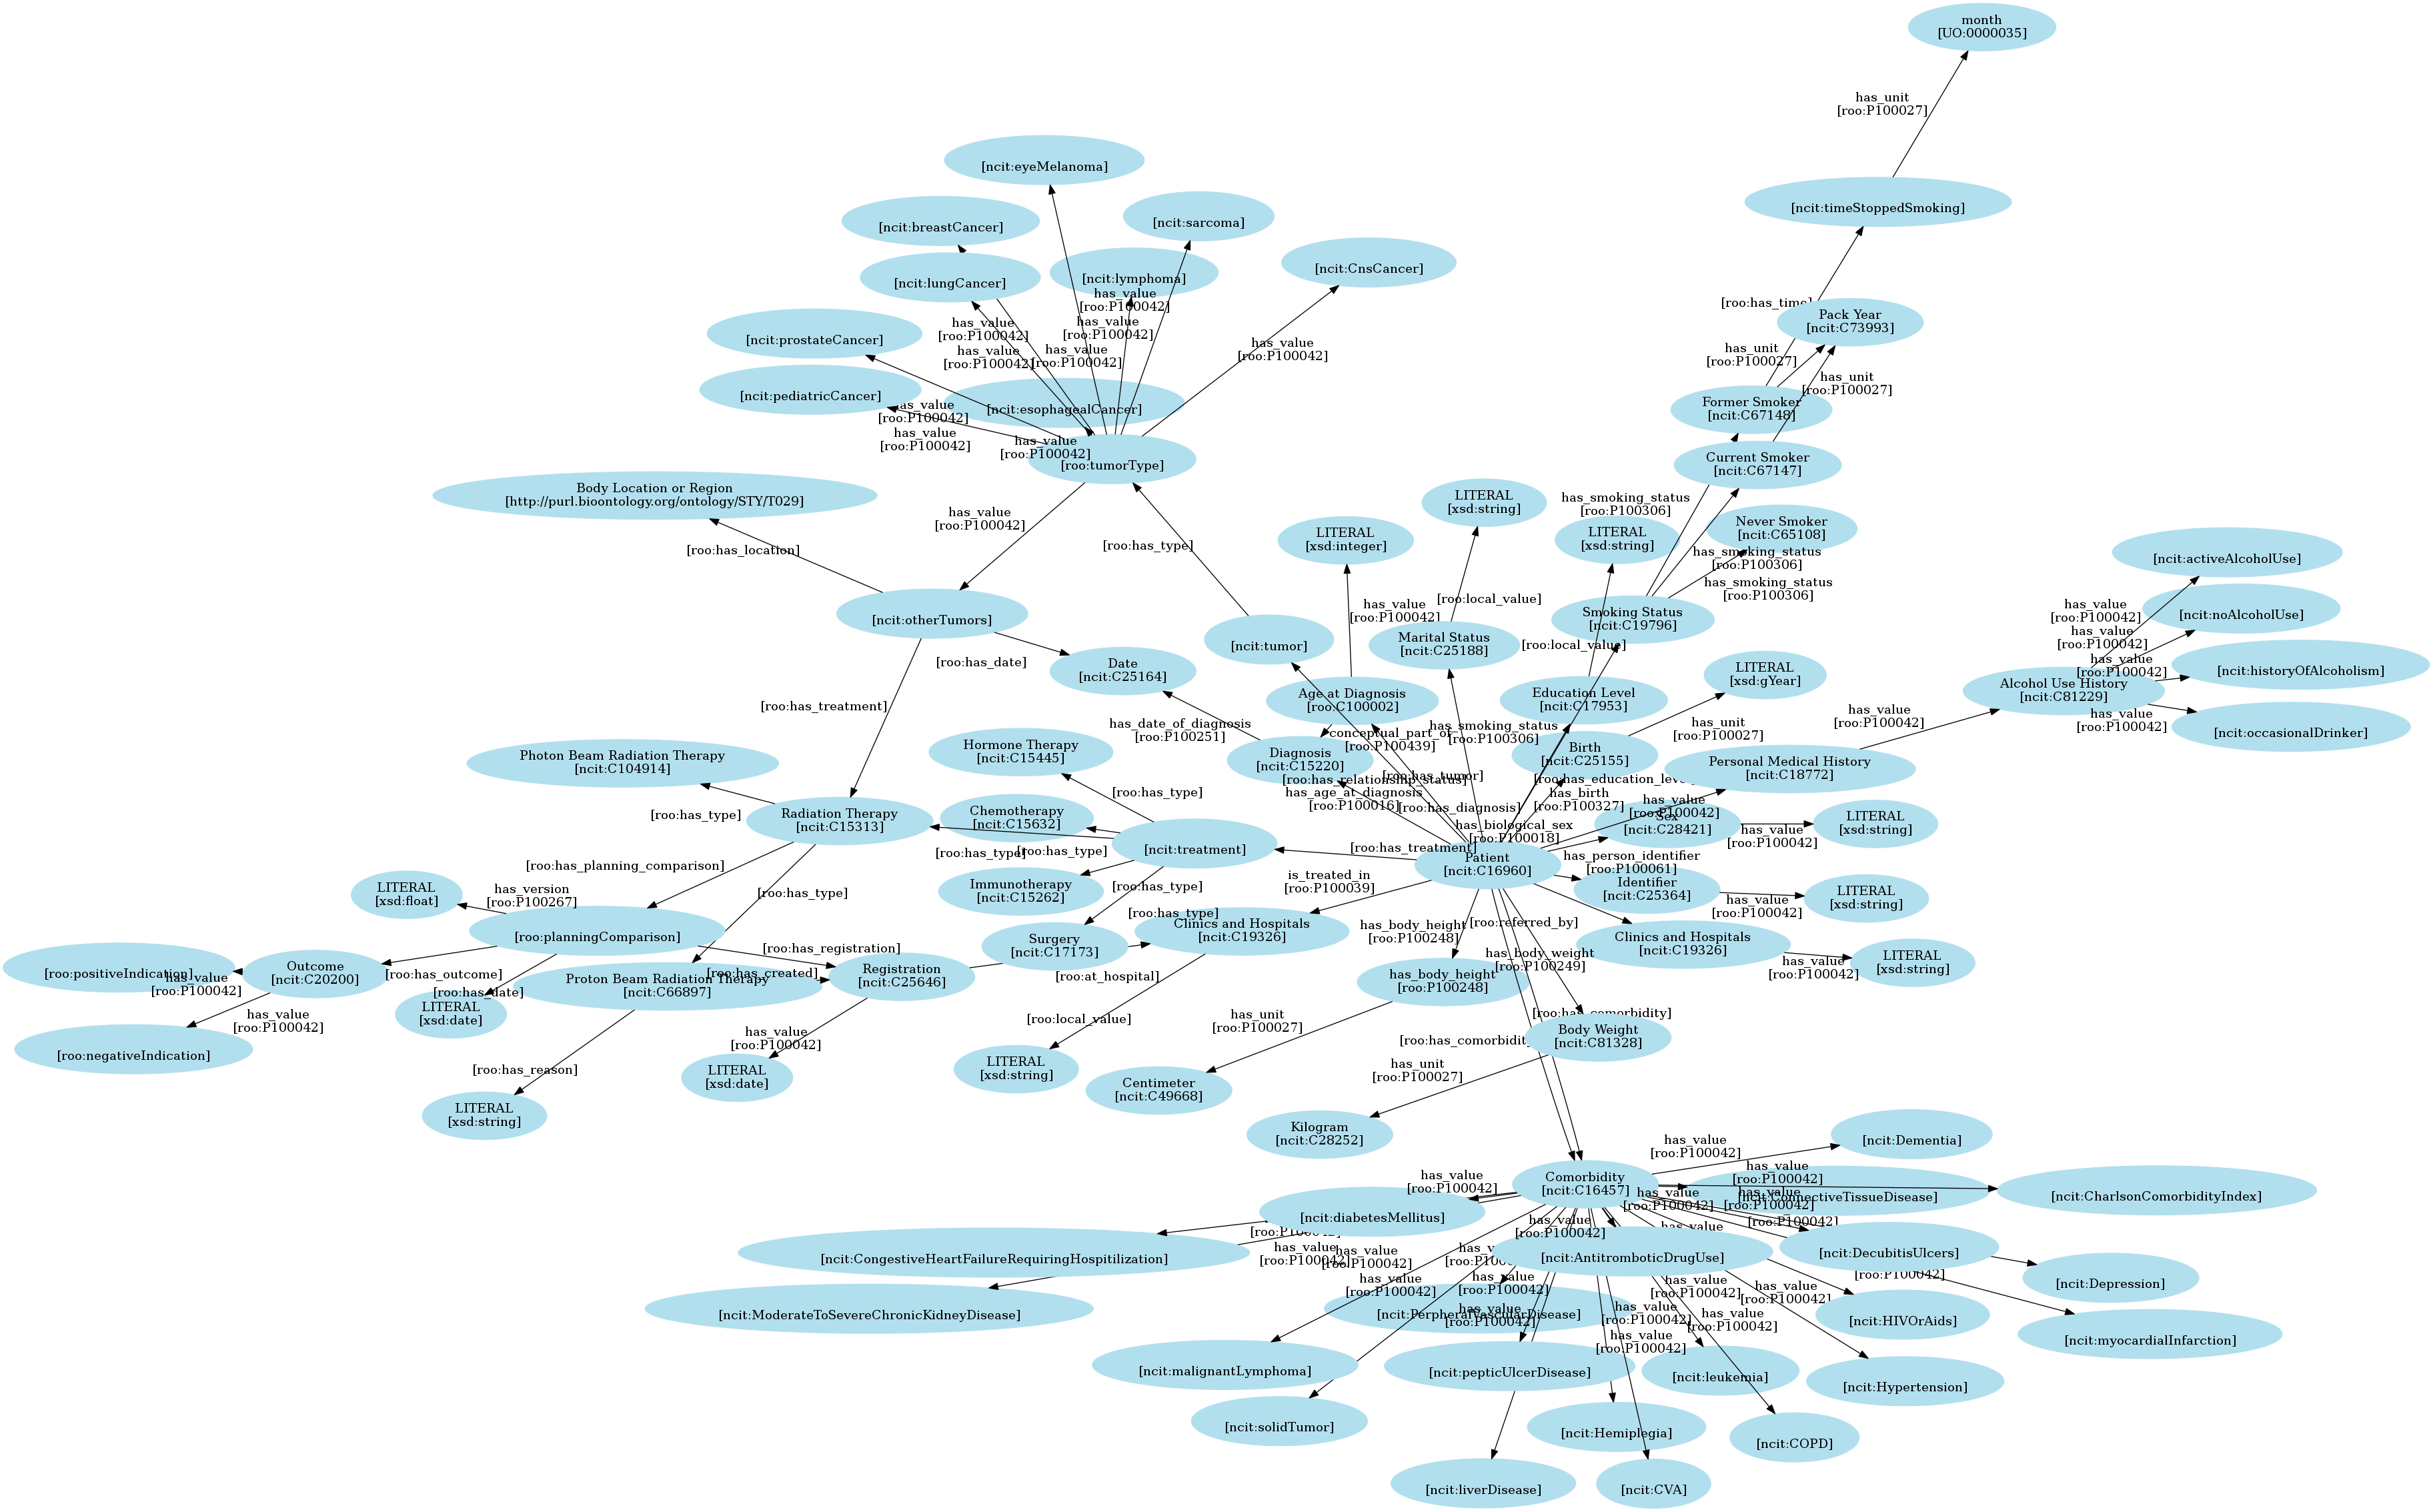 month
[UO:0000035]
has_unit
[roo:P100027]
[ncit:timeStoppedSmoking]
[ncit:eyeMelanoma]
[ncit:breastCancer]
[ncit:sarcoma]
[ncit:lungCancer]
[ncit:lymphoma]
[ncit:CnsCancer]
has_value
[roo:P100042]
[roo:has_time]
Pack Year
[ncit:C73993]
has_value
[roo:P100042]
has_value
[roo:P100042]
[ncit:prostateCancer]
has_value
[roo:P100042]
has_value
[roo:P100042]
has_value
[roo:P100042]
has_unit
[roo:P100027]
has_unit
[roo:P100027]
[ncit:pediatricCancer]
[ncit:esophagealCancer]
has_value
[roo:P100042]
has_value
[roo:P100042]
has_value
[roo:P100042]
[roo:tumorType]
Former Smoker
[ncit:C67148]
Current Smoker
[ncit:C67147]
Body Location or Region
[http://purl.bioontology.org/ontology/STY/T029]
has_value
[roo:P100042]
LITERAL
[xsd:string]
has_smoking_status
[roo:P100306]
LITERAL
[xsd:integer]
LITERAL
[xsd:string]
Never Smoker
[ncit:C65108]
[roo:has_location]
[roo:has_type]
has_smoking_status
[roo:P100306]
has_smoking_status
[roo:P100306]
[ncit:activeAlcoholUse]
[ncit:otherTumors]
has_value
[roo:P100042]
[roo:local_value]
Smoking Status
[ncit:C19796]
has_value
[roo:P100042]
[ncit:noAlcoholUse]
[ncit:tumor]
Marital Status
[ncit:C25188]
[roo:local_value]
has_value
[roo:P100042]
has_value
[roo:P100042]
[ncit:historyOfAlcoholism]
[roo:has_date]
Date
[ncit:C25164]
LITERAL
[xsd:gYear]
Age at Diagnosis
[roo:C100002]
Education Level
[ncit:C17953]
Alcohol Use History
[ncit:C81229]
[roo:has_treatment]
has_date_of_diagnosis
[roo:P100251]
conceptual_part_of
[roo:P100439]
has_smoking_status
[roo:P100306]
has_unit
[roo:P100027]
has_value
[roo:P100042]
has_value
[roo:P100042]
[ncit:occasionalDrinker]
Hormone Therapy
[ncit:C15445]
Diagnosis
[ncit:C15220]
Birth
[ncit:C25155]
Photon Beam Radiation Therapy
[ncit:C104914]
Personal Medical History
[ncit:C18772]
[roo:has_relationship_status]
[roo:has_tumor]
[roo:has_education_level]
[roo:has_type]
has_age_at_diagnosis
[roo:P100016]
[roo:has_diagnosis]
has_birth
[roo:P100327]
has_value
[roo:P100042]
[roo:has_type]
Radiation Therapy
[ncit:C15313]
Chemotherapy
[ncit:C15632]
has_biological_sex
[roo:P100018]
Sex
[ncit:C28421]
has_value
[roo:P100042]
LITERAL
[xsd:string]
[ncit:treatment]
[roo:has_treatment]
[roo:has_type]
[roo:has_type]
Patient
[ncit:C16960]
has_person_identifier
[roo:P100061]
[roo:has_planning_comparison]
is_treated_in
[roo:P100039]
LITERAL
[xsd:float]
has_version
[roo:P100267]
[roo:has_type]
Immunotherapy
[ncit:C15262]
[roo:has_type]
Identifier
[ncit:C25364]
has_value
[roo:P100042]
LITERAL
[xsd:string]
[roo:has_type]
[roo:referred_by]
[roo:planningComparison]
[roo:has_registration]
Surgery
[ncit:C17173]
Clinics and Hospitals
[ncit:C19326]
has_body_height
[roo:P100248]
has_body_weight
[roo:P100249]
Clinics and Hospitals
[ncit:C19326]
has_value
[roo:P100042]
LITERAL
[xsd:string]
[roo:positiveIndication]
has_value
[roo:P100042]
Outcome
[ncit:C20200]
[roo:has_outcome]
[roo:has_created]
Registration
[ncit:C25646]
[roo:at_hospital]
has_body_height
[roo:P100248]
Proton Beam Radiation Therapy
[ncit:C66897]
[roo:has_date]
LITERAL
[xsd:date]
has_value
[roo:P100042]
[roo:local_value]
has_unit
[roo:P100027]
[roo:has_comorbidity]
Body Weight
[ncit:C81328]
[roo:has_comorbidity]
[roo:negativeIndication]
has_value
[roo:P100042]
[roo:has_reason]
LITERAL
[xsd:date]
LITERAL
[xsd:string]
has_unit
[roo:P100027]
Centimeter
[ncit:C49668]
LITERAL
[xsd:string]
Kilogram
[ncit:C28252]
has_value
[roo:P100042]
[ncit:Dementia]
Comorbidity
[ncit:C16457]
has_value
[roo:P100042]
has_value
[roo:P100042]
[ncit:ConnectiveTissueDisease]
[ncit:CharlsonComorbidityIndex]
has_value
[roo:P100042]
has_value
[roo:P100042]
[ncit:diabetesMellitus]
has_value
[roo:P100042]
[roo:P100042]
has_value
[ncit:CongestiveHeartFailureRequiringHospitilization]
has_value
[roo:P100042]
has_value
[roo:P100042]
[ncit:AntitromboticDrugUse]
[ncit:DecubitisUlcers]
[roo:P100042]
[ncit:Depression]
has_value
[roo:P100042]
has_value
[roo:P100042]
has_value
[roo:P100042]
has_value
[roo:P100042]
[ncit:ModerateToSevereChronicKidneyDisease]
[ncit:PerpheralVascularDisease]
has_value
[roo:P100042]
has_value
[roo:P100042]
has_value
[roo:P100042]
[ncit:HIVOrAids]
[ncit:myocardialInfarction]
has_value
[roo:P100042]
[ncit:malignantLymphoma]
[ncit:pepticUlcerDisease]
[ncit:leukemia]
[ncit:Hypertension]
[ncit:solidTumor]
[ncit:Hemiplegia]
[ncit:COPD]
[ncit:liverDisease]
[ncit:CVA]